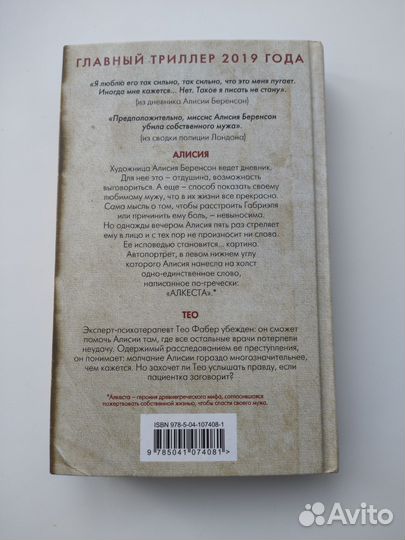 ГЛАВНЫЙ ТРИЛЛЕР 2019 ГОДА
«Я люблю его так сильно, так сильно, что это меня пугает.
Иногда мне кажется... Нет. Такое я писать не стану».
(из дневника Алисии Беренсон)
«Предположительно, миссис Алисия Беренсон
убила собственного мужа».
(из сводки полиции Лондона)
АЛИСИЯ
Художница Алисия Беренсон ведет дневник.
Для нее это – отдушина, возможность
выговориться. А еще – способ показать своему
любимому мужу, что в их жизни все прекрасно.
Сама мысль о том, чтобы расстроить Габриэля
или причинить ему боль, – невыносима.
Но однажды вечером Алисия пять раз стреляет
ему в лицо и с тех пор не произносит ни слова.
Ее исповедью становится... картина.
Автопортрет, в левом нижнем углу
которого Алисия нанесла на холст
одно-единственное слово,
написанное по-гречески:
«АЛКЕСТА».*
ТЕО
Эксперт-психотерапевт Тео Фабер убежден: он сможет
помочь Алисии там, где все остальные врачи потерпели
неудачу. Одержимый расследованием ее преступления,
он понимает: молчание Алисии гораздо многозначительнее,
чем кажется. Но захочет ли Тео услышать правду, если
пациентка заговорит?
*Алкеста – героиня древнегреческого мифа, согласившаяся
пожертвовать собственной жизнью, чтобы спасти своего мужа.
ISBN 978-5-04-107408-1
9 785041 074081 >
Avito